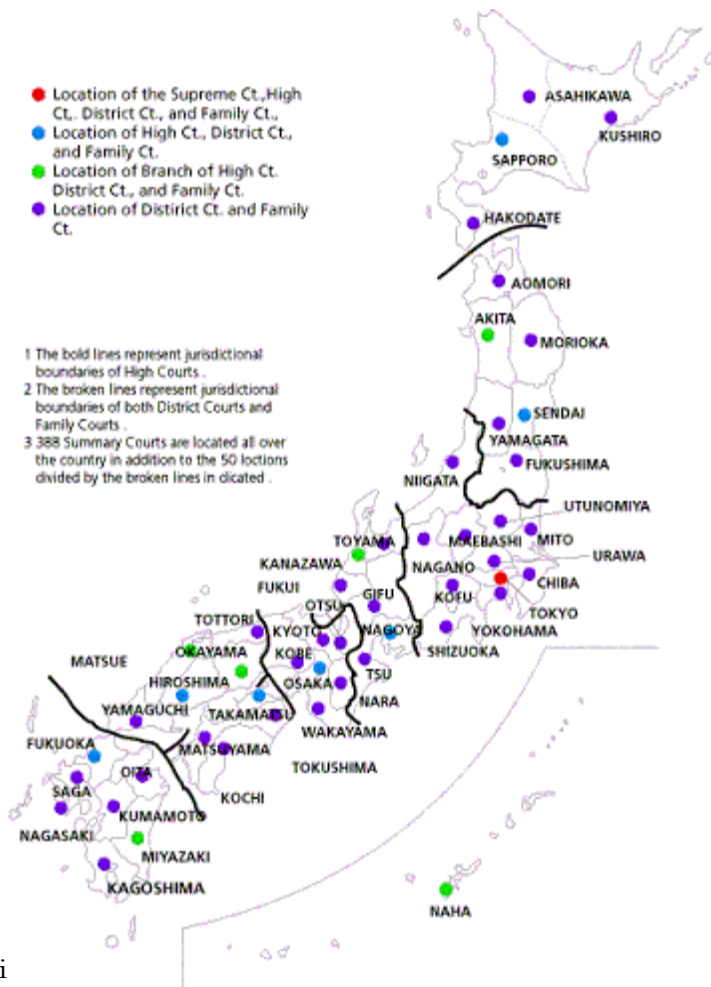 Location of the Supreme Ct.,High
Ct,. District Ct., and Family Ct.,
Location of High Ct., District Ct.,
and Family Ct.
Location of Branch of High Ct.
District Ct., and Family Ct.
Location of Distirict Ct. and Family
Ct.
ASAHIKAWA
KUSHIRO
SAPPORO
HAKODATE
AOMORI
AKITA
MORIOKA
1 The bold lines represent jurisdictional
boundaries of High Courts .
2 The broken lines represent jurisdictional
boundaries of both District Courts and
Family Courts .
3 388 Summary Courts are located all over
the country in addition to the 50 loctions
divided by the broken lines in dicated .
SENDAI
YAMAGATA
FUKUSHIMA
NIIGATA
UTUNOMIYA
TOYAMA
MAEBASHI
MITO
KANAZAWA
NAGANO
URAWA
FUKUI
GIFU
KOFU
CHIBA
OTSU
TOKYO
TOTTORI
KYOTO
NAGOYA
YOKOHAMA
OKAYAMA
KOBE
SHIZUOKA
MATSUE
HIROSHIMA
OSAKA
TSU
NARA
YAMAGUCHI
TAKAMATSU
WAKAYAMA
FUKUOKA
MATSUYAMA
OITA
TOKUSHIMA
SAGA
KOCHI
KUMAMOTO
NAGASAKI
MIYAZAKI
KAGOSHIMA
NAHA
i